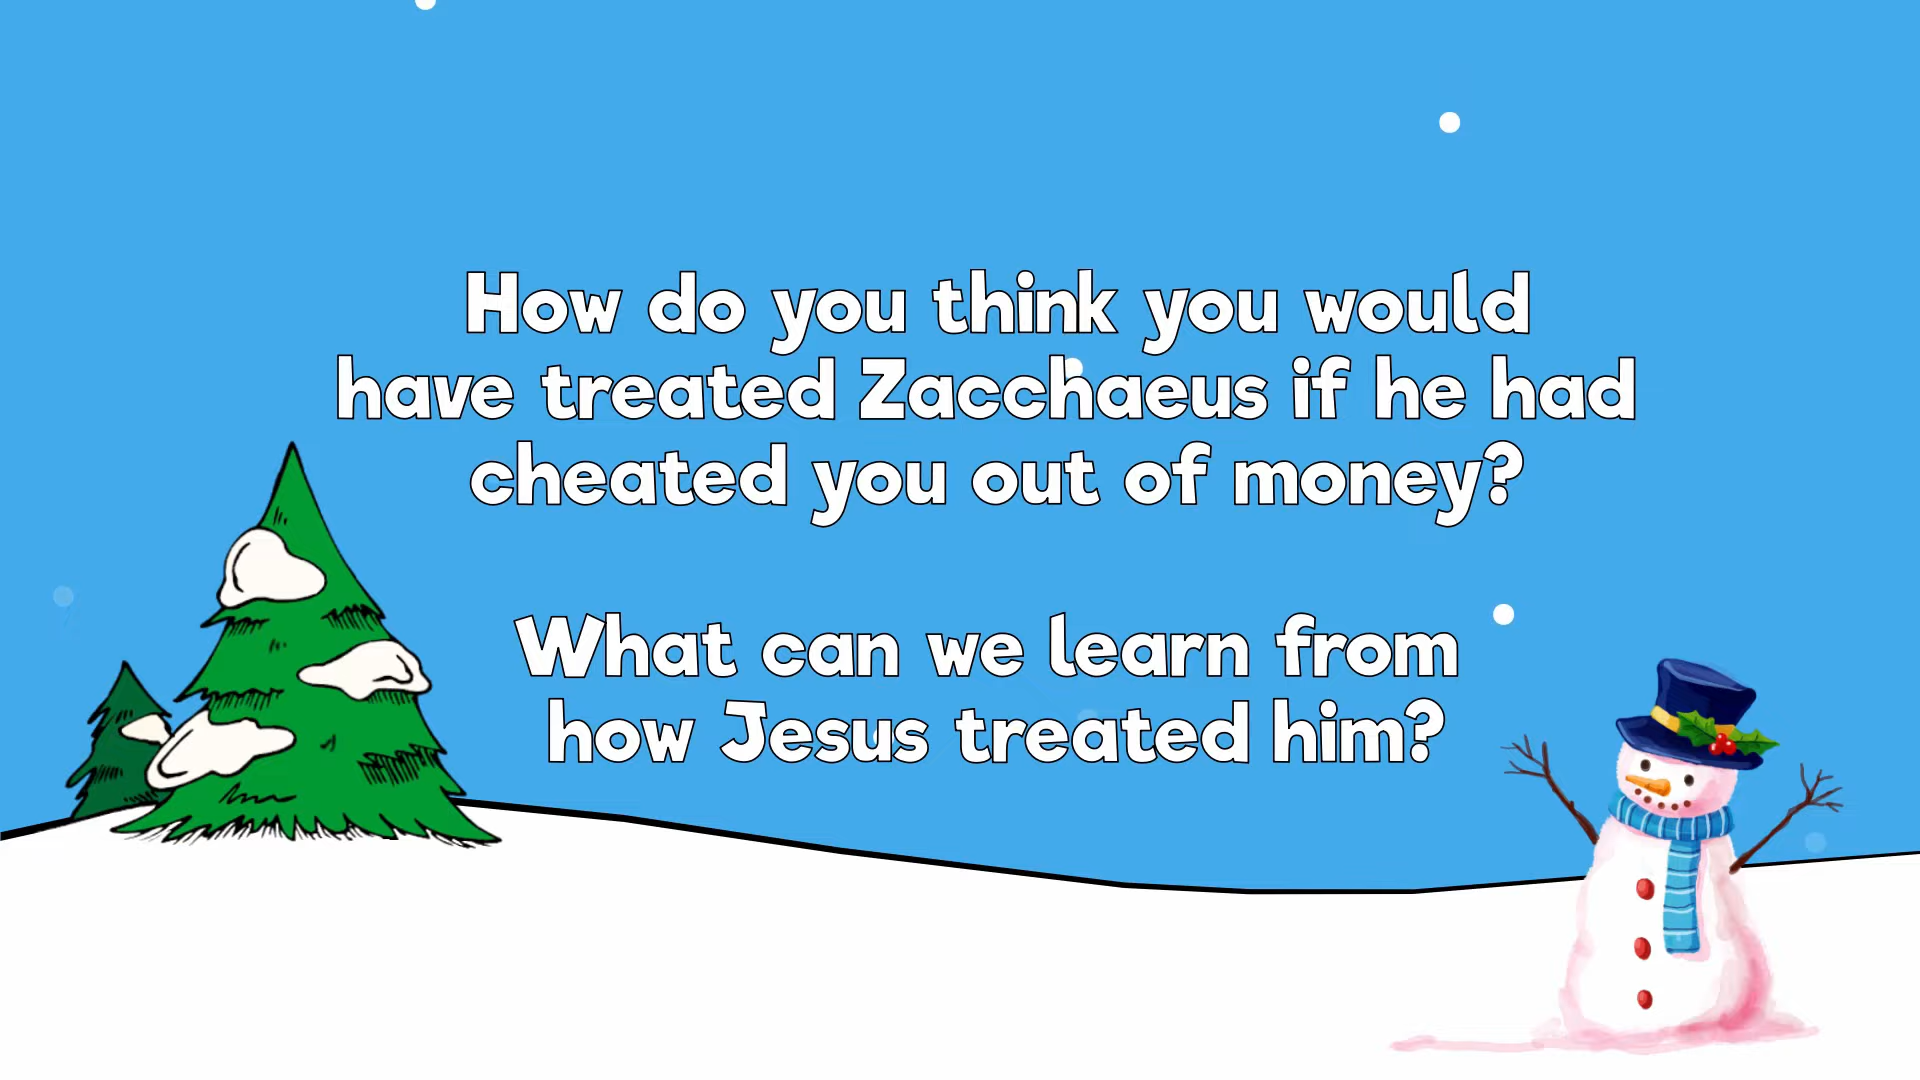 How do you think you would
have treated Zacchaeus if he had
cheated you out of money?
What can we learn from
how Jesus treated him?